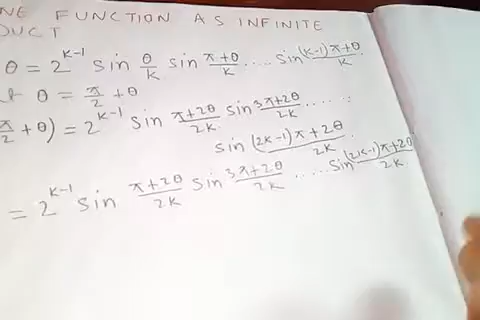 NE FUNCTION AS INFINITE
DUCT
θ = 2^{K-1} sin θ/K sin (π+θ)/K ..... sin ((K-1)π+θ)/K
θ = π/2 + θ
π/2 + θ) = 2^{K-1} sin (π+2θ)/2K sin (3π+2θ)/2K ......
sin ((2K-1)π+2θ)/2K
= 2^{K-1} sin (π+2θ)/2K sin (3π+2θ)/2K ...... sin ((2K-1)π+2θ)/2K